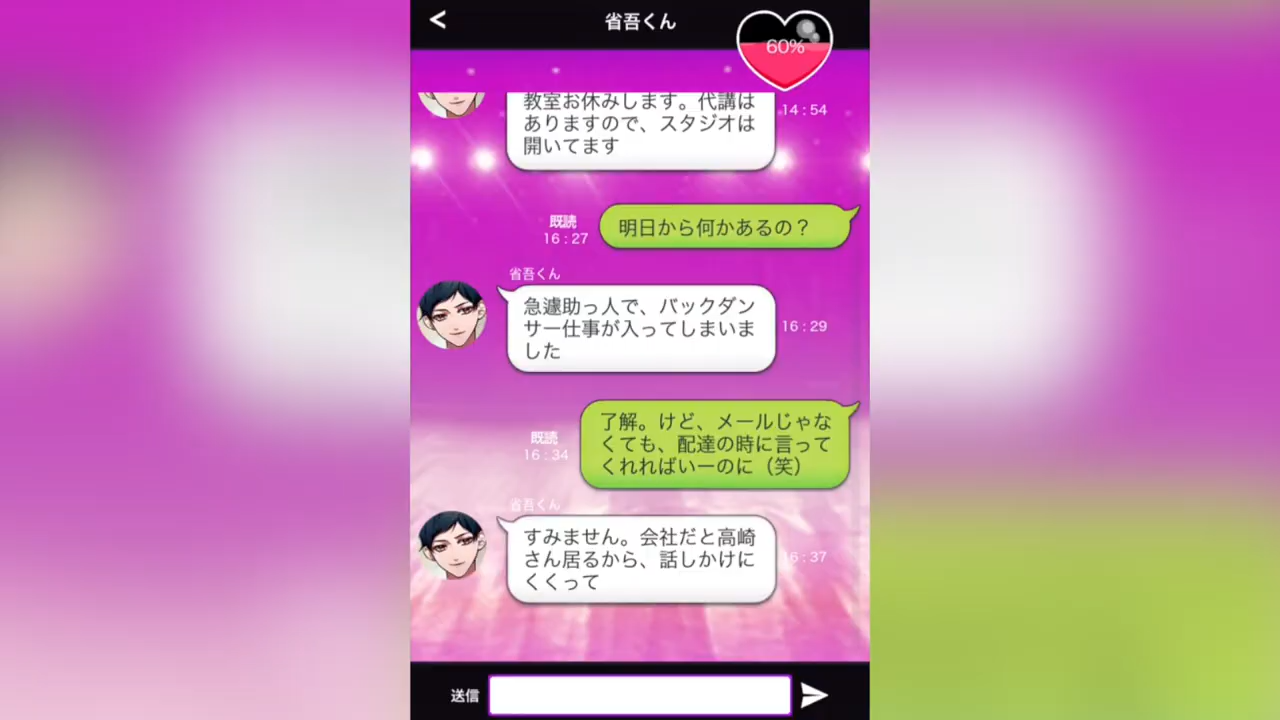 省吾くん
60%
教室お休みします。代講は
ありますので、スタジオは
開いてます
14:54
既読
16:27
明日から何かあるの？
省吾くん
急遽助っ人で、バックダン
サー仕事が入ってしまいま
した
16:29
既読
16:34
了解。けど、メールじゃな
くても、配達の時に言って
くれればいーのに（笑）
省吾くん
すみません。会社だと高崎
さん居るから、話しかけに
くくって
6:37
送信